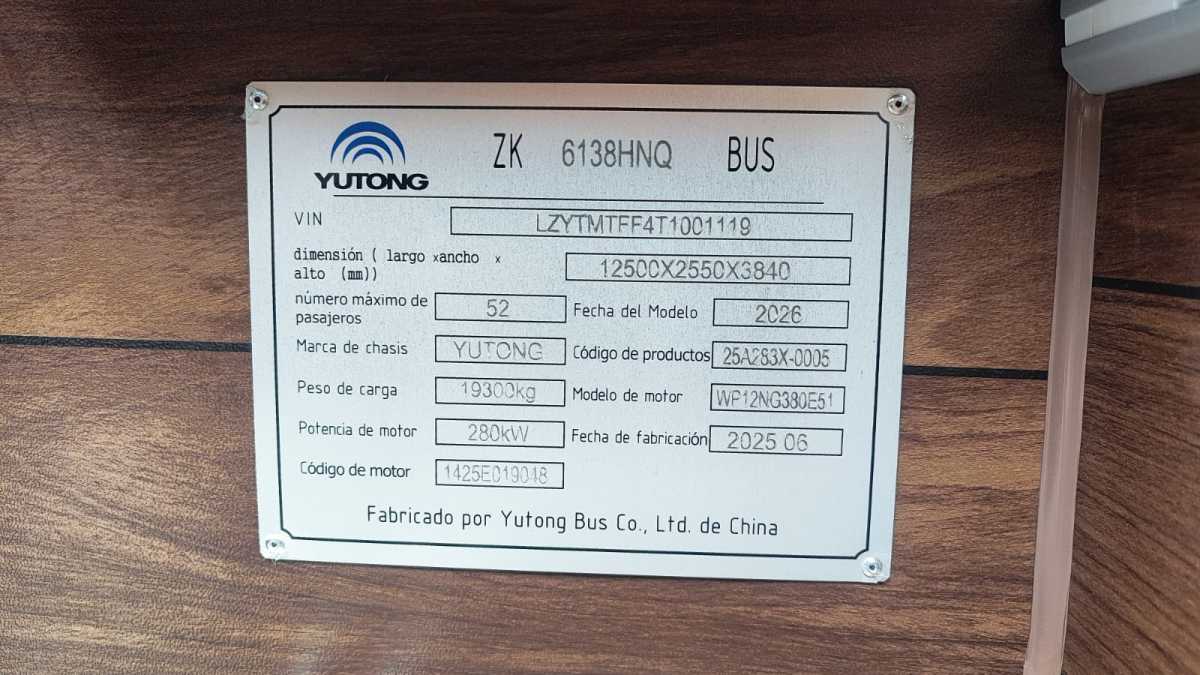 YUTONG
ZK 6138HNQ BUS
VIN LZYTMTFF4T1001119
dimensión ( largo xancho x
alto (mm)) 12500X2550X3840
número máximo de
pasajeros 52 Fecha del Modelo 2026
Marca de chasis YUTONG Código de productos 25A283X-0005
Peso de carga 19300kg Modelo de motor WP12NG380E51
Potencia de motor 280kW Fecha de fabricación 2025 06
Código de motor 1425E019048
Fabricado por Yutong Bus Co., Ltd. de China